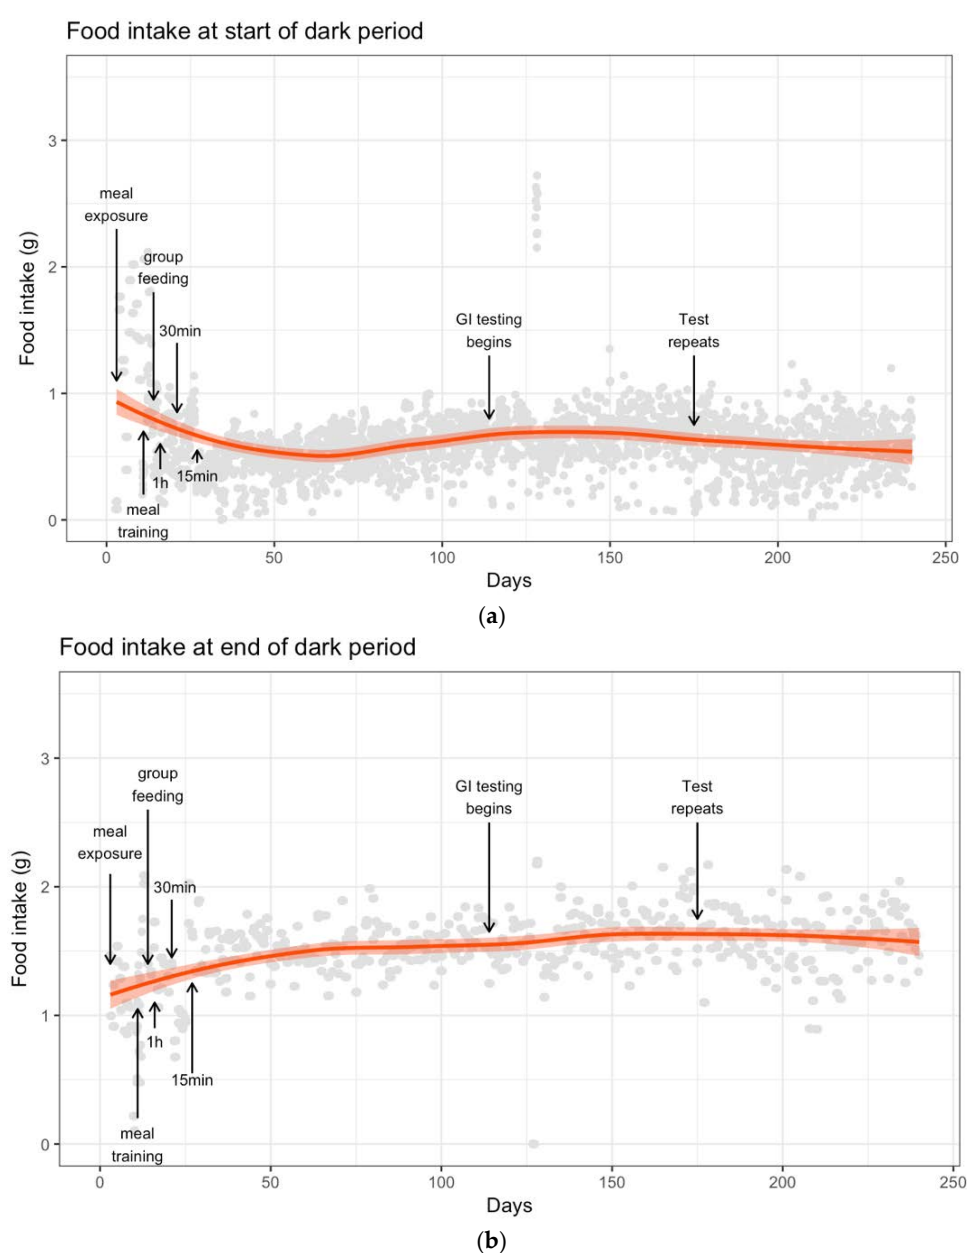 Food intake at start of dark period
3
meal
exposure
group
feeding
2
30min
GI testing
begins
Test
repeats
Food intake (g)
1
1h
15min
meal
training
0
0
50
100
150
200
250
Days
(a)
Food intake at end of dark period
3
group
feeding
GI testing
begins
Test
repeats
meal
exposure
2
30min
Food intake (g)
1
1h
15min
meal
training
0
0
50
100
150
200
250
Days
(b)